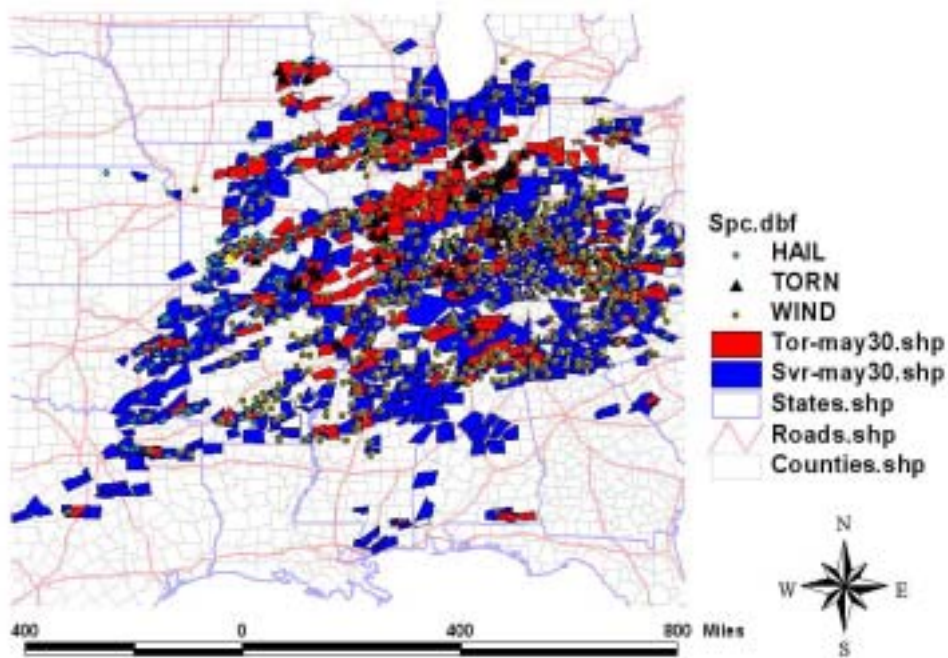 Spc.dbf
HAIL
TORN
WIND
Tor-may30.shp
Svr-may30.shp
States.shp
Roads.shp
Counties.shp
N
W E
S
400 0 400 800 Miles